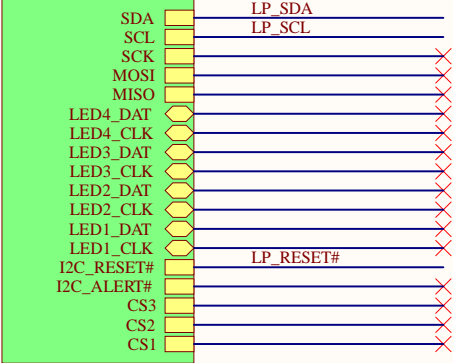 SDA LP_SDA
SCL LP_SCL
SCK
MOSI
MISO
LED4_DAT
LED4_CLK
LED3_DAT
LED3_CLK
LED2_DAT
LED2_CLK
LED1_DAT
LED1_CLK
I2C_RESET# LP_RESET#
I2C_ALERT#
CS3
CS2
CS1